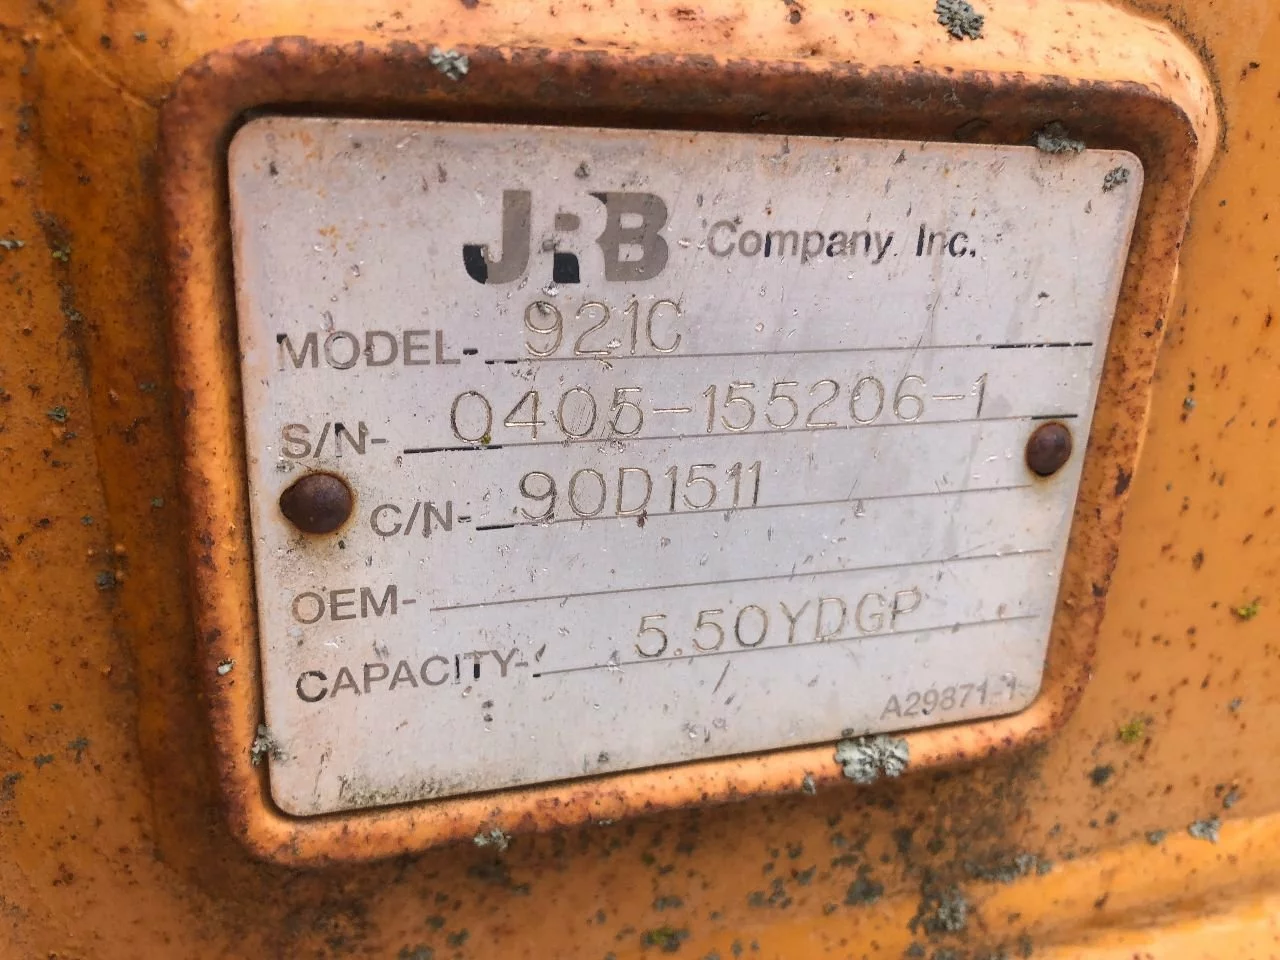 JRB Company, Inc.
MODEL- 921C
S/N- 0405-155206-1
C/N- 90D1511
OEM-
CAPACITY- 5.50YDGP
A29871-1